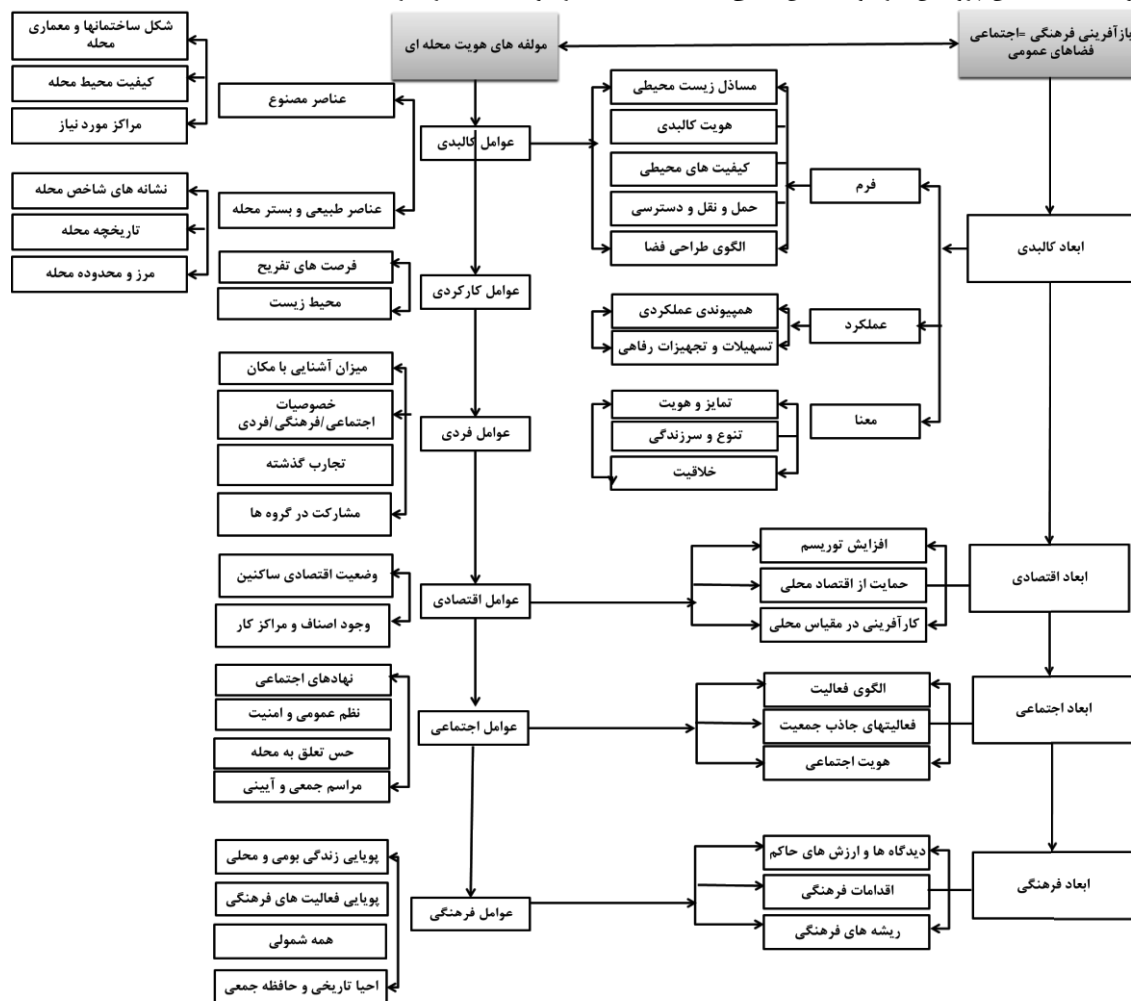 بازآفرینی فرهنگی =اجتماعی
فضاهای عمومی
مولفه های هویت محله ای
ابعاد کالبدی
فرم
مساذل زیست محیطی
هویت کالبدی
کیفیت های محیطی
حمل و نقل و دسترسی
الگوی طراحی فضا
عملکرد
همپیوندی عملکردی
تسهیلات و تجهیزات رفاهی
معنا
تمایز و هویت
تنوع و سرزندگی
خلاقیت
ابعاد اقتصادی
افزایش توریسم
حمایت از اقتصاد محلی
کارآفرینی در مقیاس محلی
ابعاد اجتماعی
الگوی فعالیت
فعالیتهای جاذب جمعیت
هویت اجتماعی
ابعاد فرهنگی
دیدگاه ها و ارزش های حاکم
اقدامات فرهنگی
ریشه های فرهنگی
عوامل کالبدی
عناصر مصنوع
شکل ساختمانها و معماری
محله
کیفیت محیط محله
مراکز مورد نیاز
عناصر طبیعی و بستر محله
نشانه های شاخص محله
تاریخچه محله
مرز و محدوده محله
عوامل کارکردی
فرصت های تفریح
محیط زیست
عوامل فردی
میزان آشنایی با مکان
خصوصیات
اجتماعی/فرهنگی/فردی
تجارب گذشته
مشارکت در گروه ها
عوامل اقتصادی
وضعیت اقتصادی ساکنین
وجود اصناف و مراکز کار
عوامل اجتماعی
نهادهای اجتماعی
نظم عمومی و امنیت
حس تعلق به محله
مراسم جمعی و آیینی
عوامل فرهنگی
پویایی زندگی بومی و محلی
پویایی فعالیت های فرهنگی
همه شمولی
احیا تاریخی و حافظه جمعی